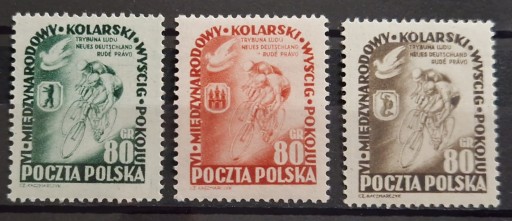 VI • MIĘDZYNARODOWY • KOLARSKI • WYŚCIG • POKOJU
TRYBUNA LUDU
NEUES DEUTSCHLAND
RUDÉ PRÁVO
80 GR
POCZTA POLSKA
VI • MIĘDZYNARODOWY • KOLARSKI • WYŚCIG • POKOJU
TRYBUNA LUDU
NEUES DEUTSCHLAND
RUDÉ PRÁVO
80 GR
POCZTA POLSKA
VI • MIĘDZYNARODOWY • KOLARSKI • WYŚCIG • POKOJU
TRYBUNA LUDU
NEUES DEUTSCHLAND
RUDÉ PRÁVO
80 GR
POCZTA POLSKA